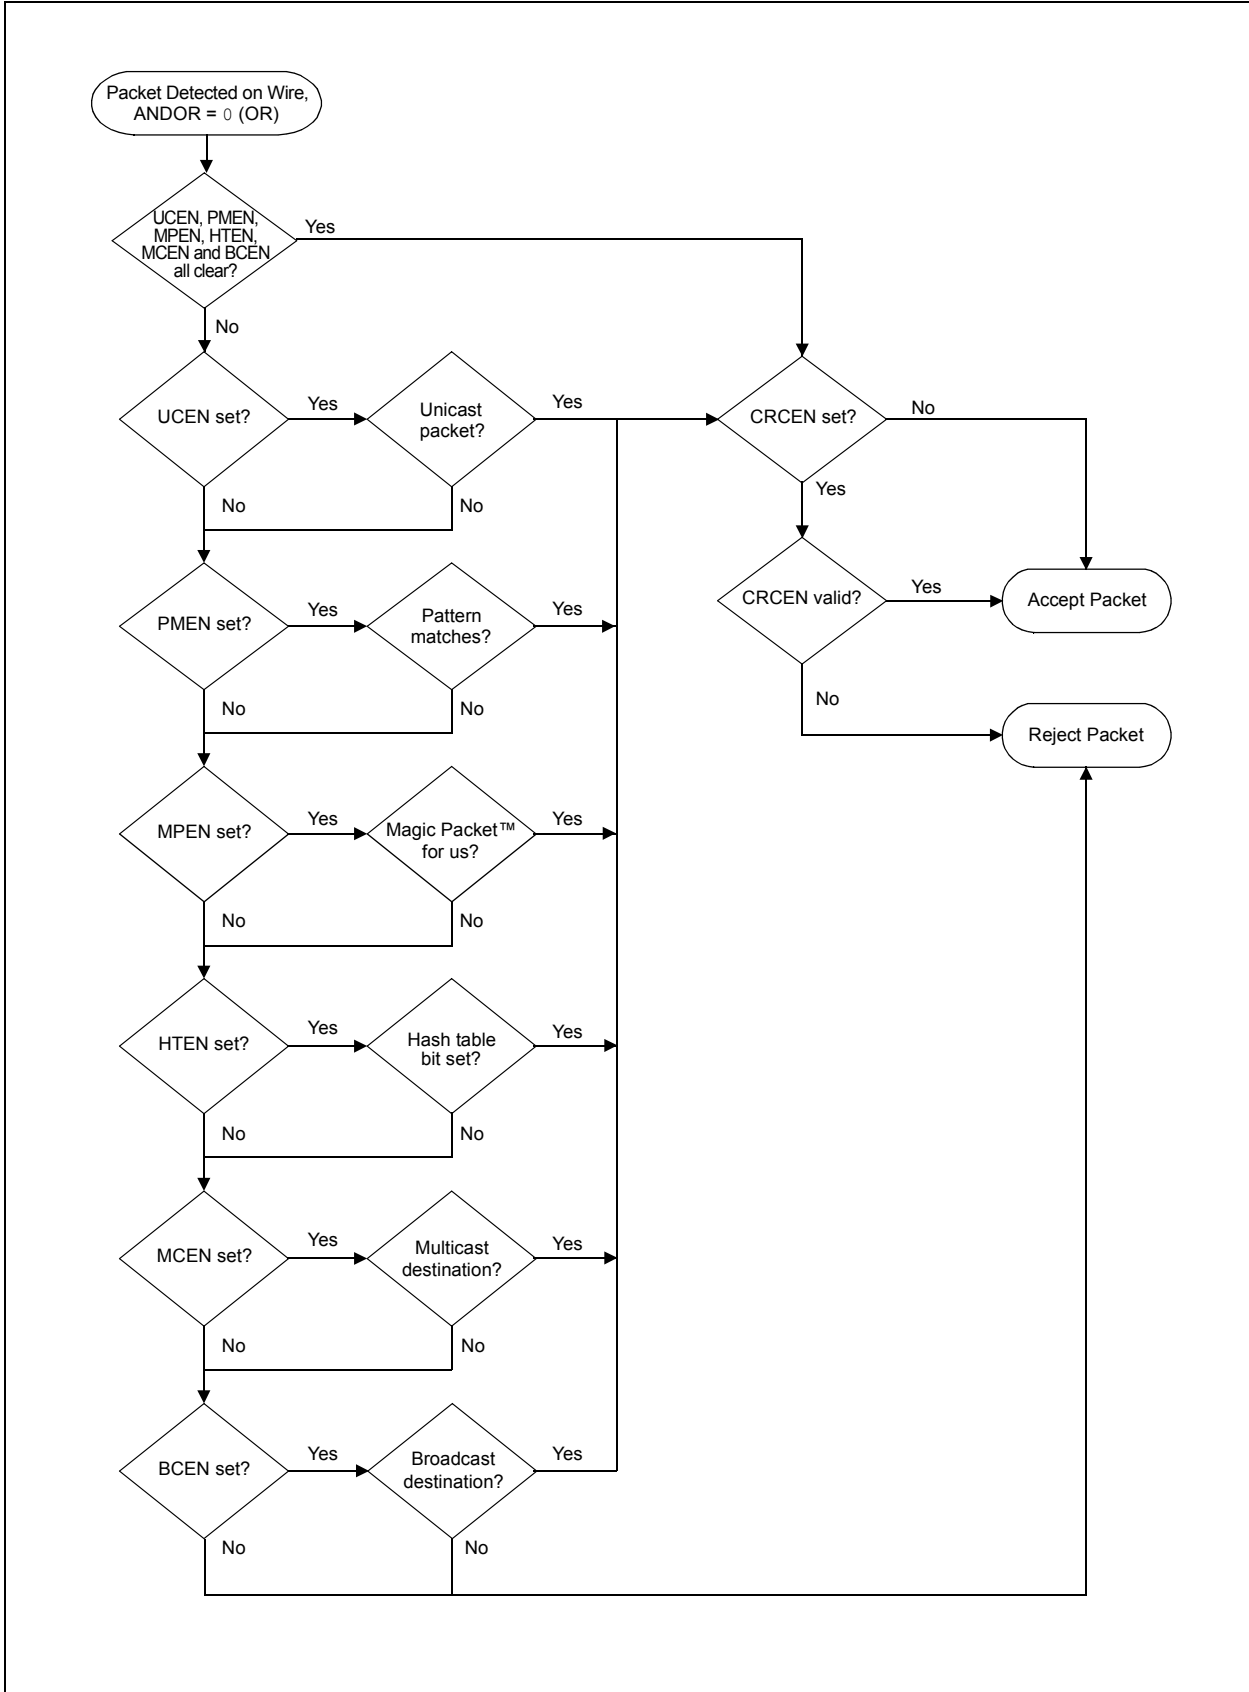 Packet Detected on Wire,
ANDOR = 0 (OR)
UCEN, PMEN,
MPEN, HTEN,
MCEN and BCEN
all clear?
Yes
No
UCEN set?
Yes
Unicast
packet?
Yes
CRCEN set?
No
No
No
Yes
PMEN set?
Yes
Pattern
matches?
Yes
CRCEN valid?
Yes
Accept Packet
No
No
No
Reject Packet
MPEN set?
Yes
Magic Packet™
for us?
Yes
No
No
HTEN set?
Yes
Hash table
bit set?
Yes
No
No
MCEN set?
Yes
Multicast
destination?
Yes
No
No
BCEN set?
Yes
Broadcast
destination?
Yes
No
No